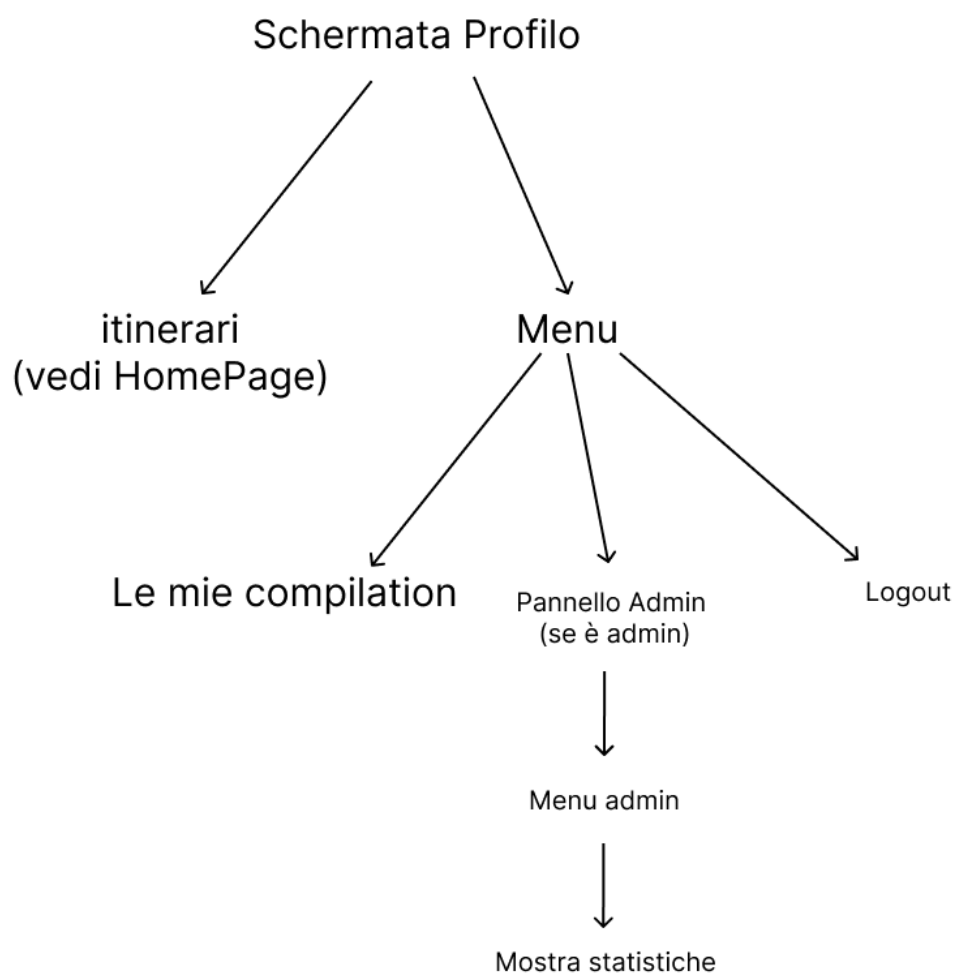 Schermata Profilo
itinerari
(vedi HomePage)
Menu
Le mie compilation
Pannello Admin
(se è admin)
Logout
Menu admin
Mostra statistiche